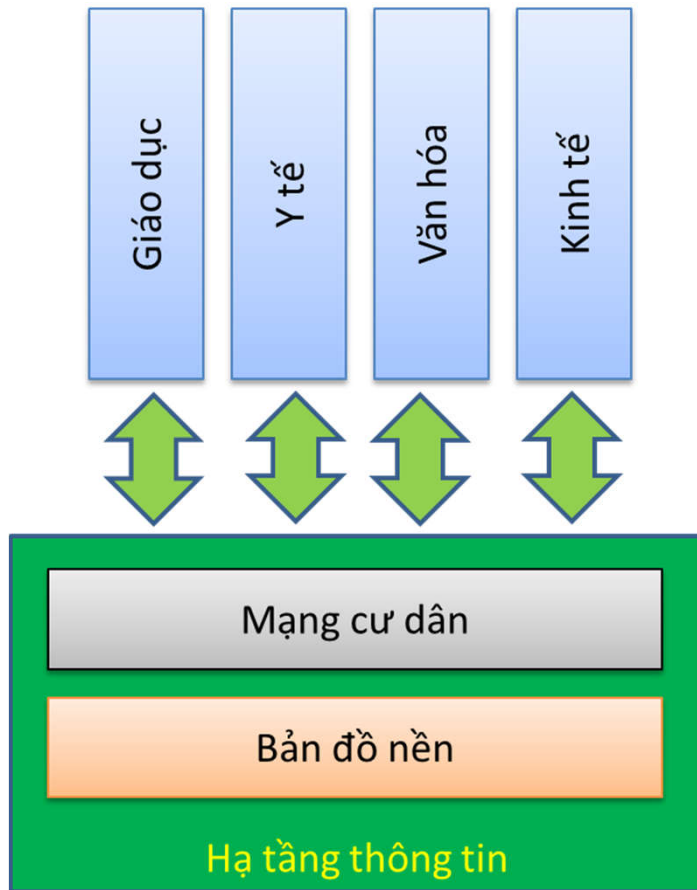 Giáo dục
Y tế
Văn hóa
Kinh tế
Mạng cư dân
Bản đồ nền
Hạ tầng thông tin